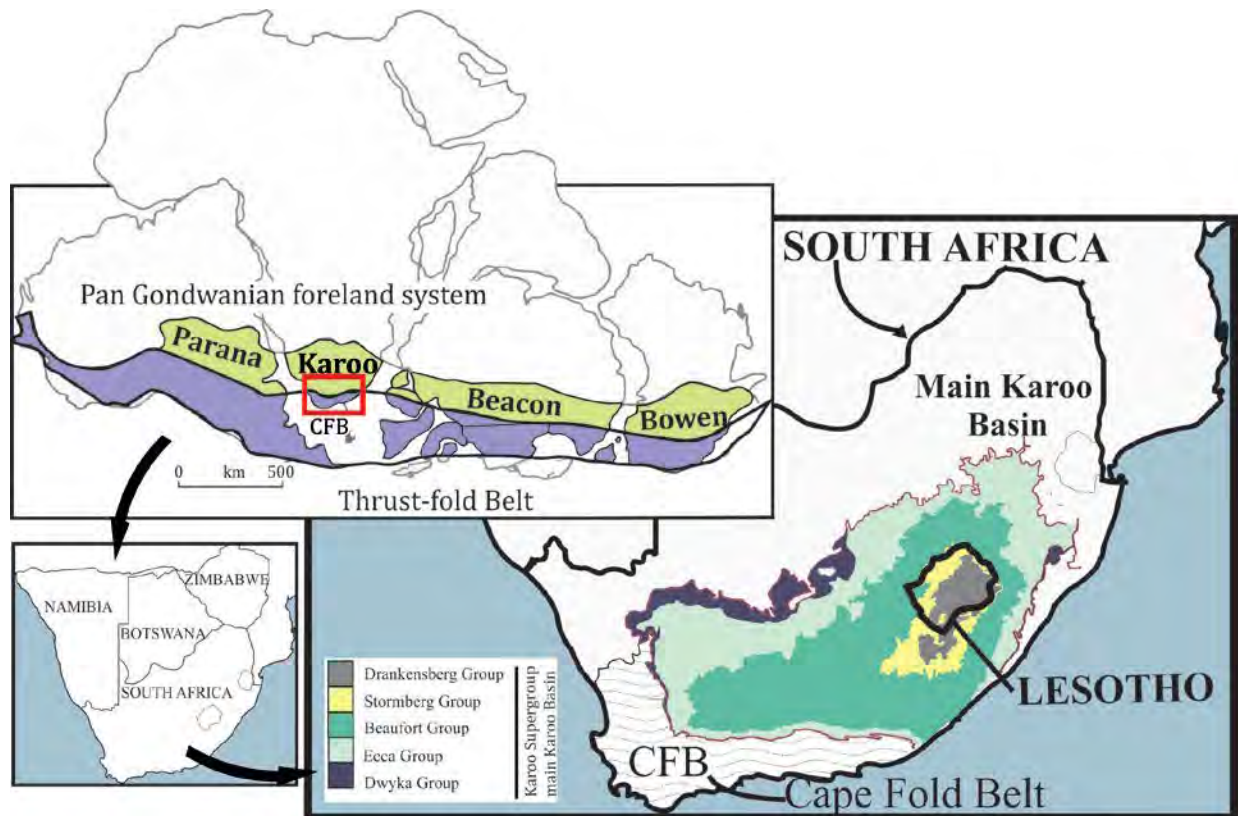 Pan Gondwanian foreland system
Parana
Karoo
Beacon
Bowen
CFB
0 km 500
Thrust-fold Belt
NAMIBIA
ZIMBABWE
BOTSWANA
SOUTH AFRICA
SOUTH AFRICA
Main Karoo
Basin
LESOTHO
Drankensberg Group
Stormberg Group
Beaufort Group
Ecca Group
Dwyka Group
Karoo Supergroup
main Karoo Basin
CFB
Cape Fold Belt